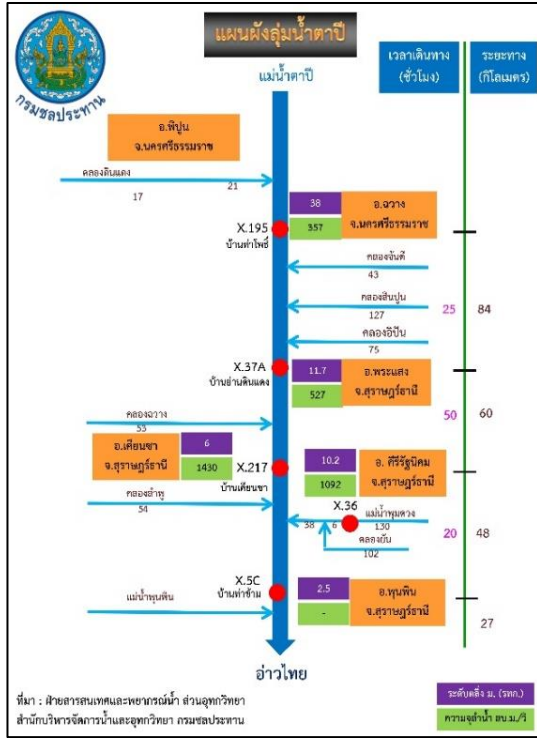 แผนผังลุ่มน้ำตาปี
กรมชลประทาน
แม่น้ำตาปี
เวลาเดินทาง
(ชั่วโมง)
ระยะทาง
(กิโลเมตร)
อ.พิปูน
จ.นครศรีธรรมราช
คลองดินแดง
17
21
X.195
บ้านท่าโพธิ์
38
357
อ.ฉวาง
จ.นครศรีธรรมราช
คลองจันดี
43
คลองสินปูน
127
25
84
คลองอิปัน
75
X.37A
บ้านย่านดินแดง
11.7
527
อ.พระแสง
จ.สุราษฎร์ธานี
คลองฉวาง
53
50
60
อ.เคียนซา
จ.สุราษฎร์ธานี
6
1430
X.217
บ้านเคียนซา
10.2
1092
อ. คีรีรัฐนิคม
จ.สุราษฎร์ธานี
คลองลำพู
54
X.36
แม่น้ำพุมดวง
38
6
130
คลองยัน
102
20
48
X.5C
บ้านท่าข้าม
2.5
-
อ.พุนพิน
จ.สุราษฎร์ธานี
แม่น้ำพุนพิน
27
อ่าวไทย
ที่มา : ฝ่ายสารสนเทศและพยากรณ์น้ำ ส่วนอุทกวิทยา
สำนักบริหารจัดการน้ำและอุทกวิทยา กรมชลประทาน
ระดับตลิ่ง ม. (รทก.)
ความจุลำน้ำ ลบ.ม./วิ